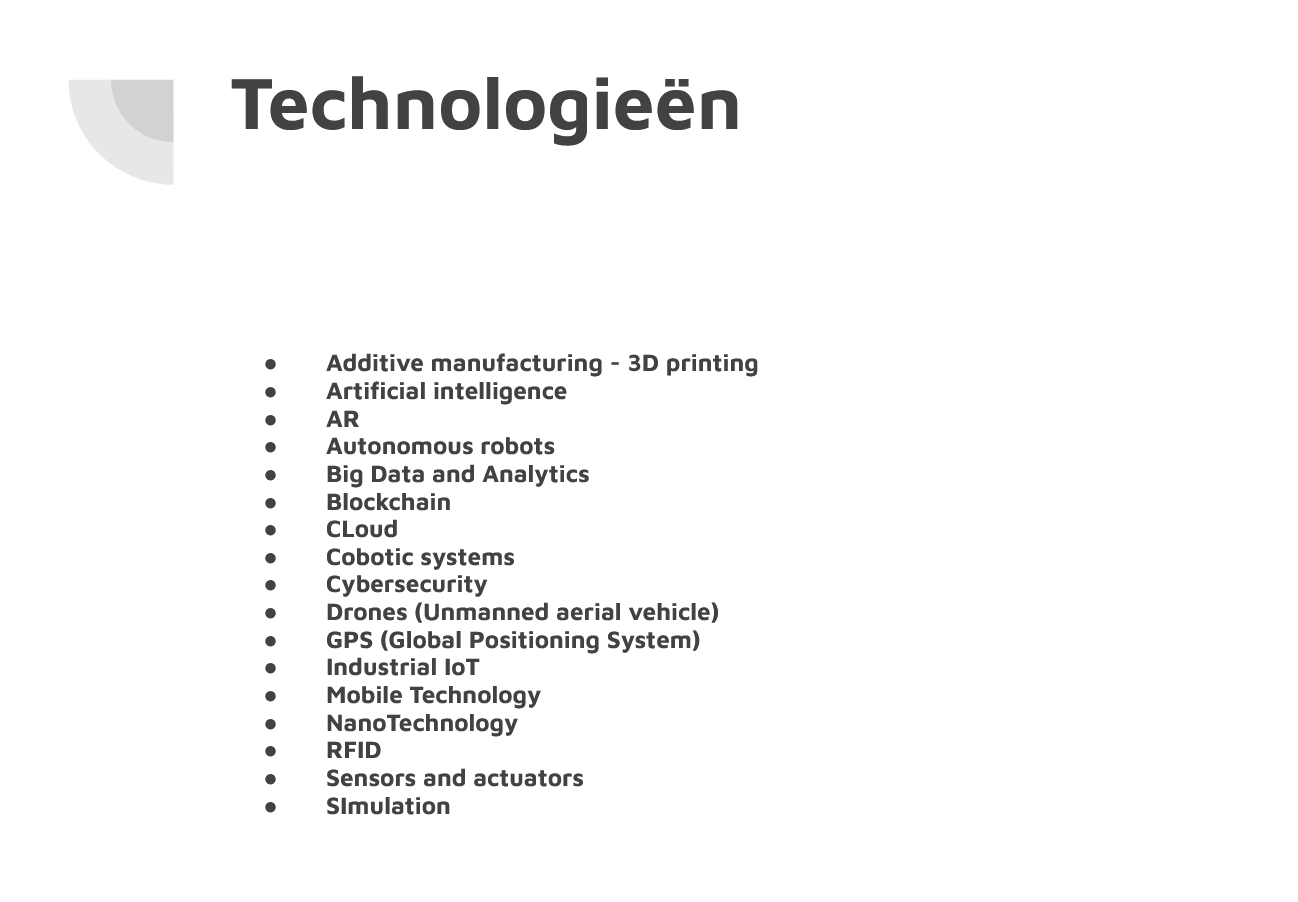 Technologieën
● Additive manufacturing - 3D printing
● Artificial intelligence
● AR
● Autonomous robots
● Big Data and Analytics
● Blockchain
● CLoud
● Cobotic systems
● Cybersecurity
● Drones (Unmanned aerial vehicle)
● GPS (Global Positioning System)
● Industrial IoT
● Mobile Technology
● NanoTechnology
● RFID
● Sensors and actuators
● SImulation